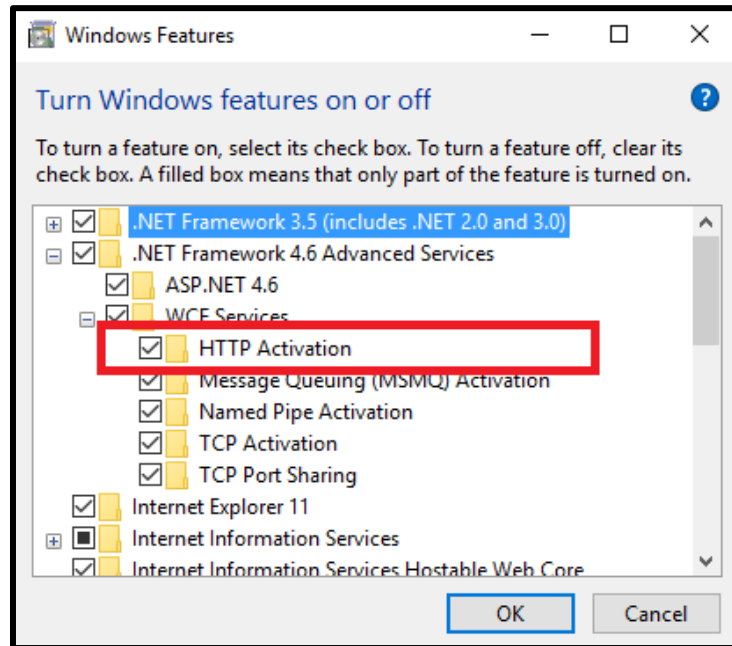 Windows Features
Turn Windows features on or off
?
To turn a feature on, select its check box. To turn a feature off, clear its
check box. A filled box means that only part of the feature is turned on.
.NET Framework 3.5 (includes .NET 2.0 and 3.0)
.NET Framework 4.6 Advanced Services
ASP.NET 4.6
WCF Services
HTTP Activation
Message Queuing (MSMQ) Activation
Named Pipe Activation
TCP Activation
TCP Port Sharing
Internet Explorer 11
Internet Information Services
Internet Information Services Hostable Web Core
OK
Cancel